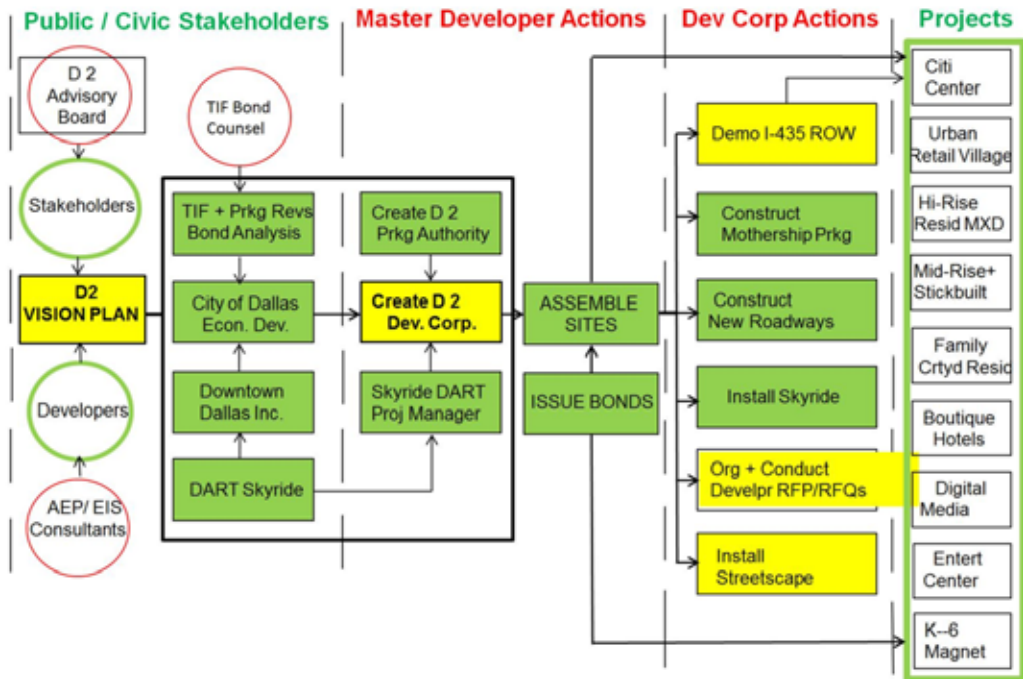 Public / Civic Stakeholders
Master Developer Actions
Dev Corp Actions
Projects
D 2
Advisory
Board
TIF Bond
Counsel
Stakeholders
D2
VISION PLAN
Developers
AEP/ EIS
Consultants
TIF + Prkg Revs
Bond Analysis
City of Dallas
Econ. Dev.
Downtown
Dallas Inc.
DART Skyride
Create D 2
Prkg Authority
Create D 2
Dev. Corp.
Skyride DART
Proj Manager
ASSEMBLE
SITES
ISSUE BONDS
Demo I-435 ROW
Construct
Mothership Prkg
Construct
New Roadways
Install Skyride
Org + Conduct
Develpr RFP/RFQs
Install
Streetscape
Citi
Center
Urban
Retail Village
Hi-Rise
Resid MXD
Mid-Rise+
Stickbuilt
Family
Crtyd Resid
Boutique
Hotels
Digital
Media
Entert
Center
K--6
Magnet